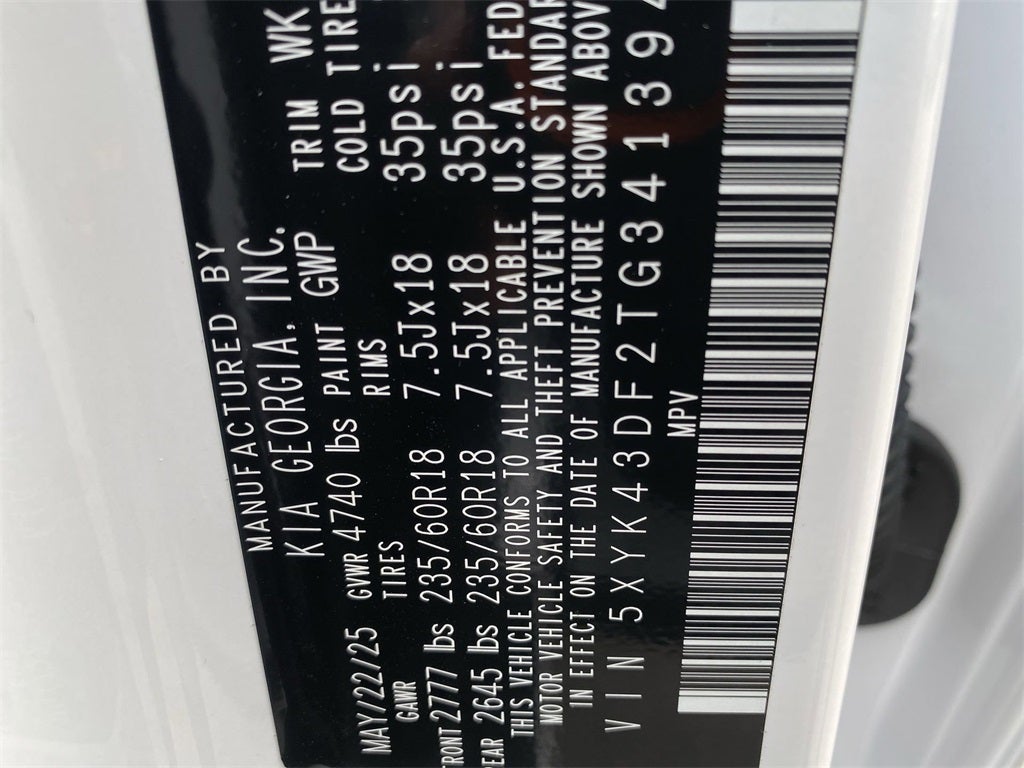 MANUFACTURED BY
KIA GEORGIA, INC.
MAY/22/25 GVWR 4740 lbs PAINT GWP TRIM WK
GAWR TIRES RIMS COLD TIRE
FRONT 2777 lbs 235/60R18 7.5Jx18 35psi
REAR 2645 lbs 235/60R18 7.5Jx18 35psi
THIS VEHICLE CONFORMS TO ALL APPLICABLE U.S.A. FED
MOTOR VEHICLE SAFETY AND THEFT PREVENTION STANDAR
IN EFFECT ON THE DATE OF MANUFACTURE SHOWN ABOV
VIN 5XYK43DF2TG341394
MPV